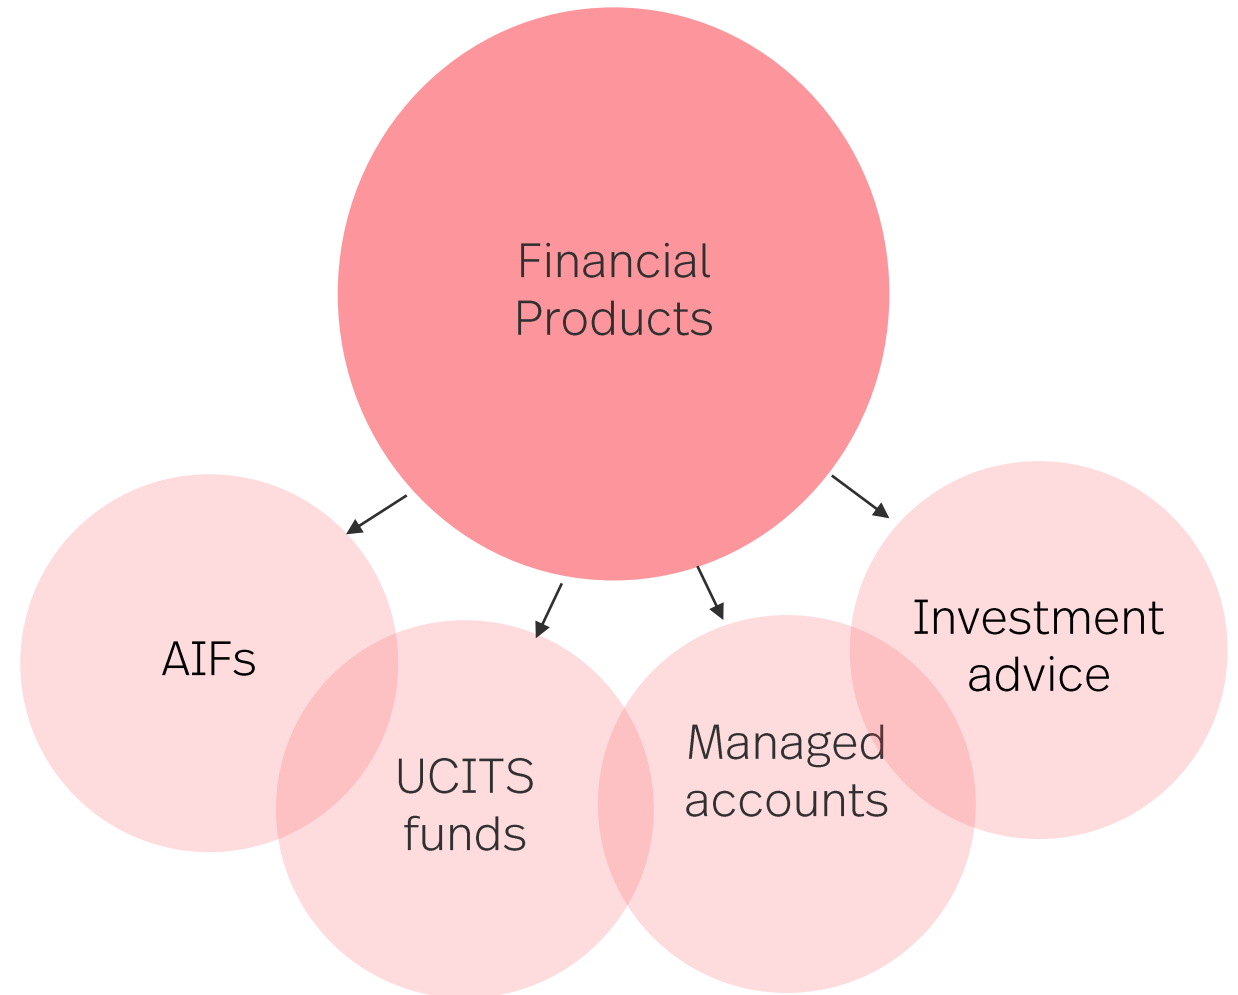 Financial
Products
AIFs
UCITS
funds
Managed
accounts
Investment
advice